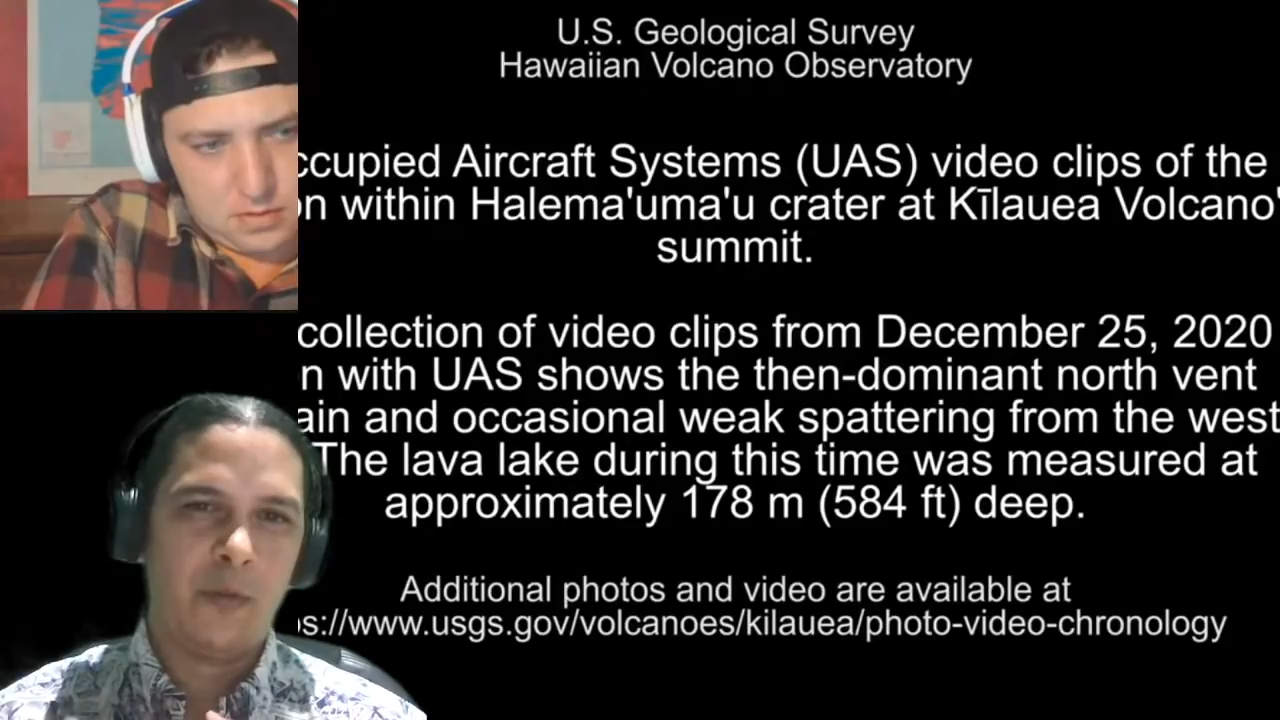 U.S. Geological Survey
Hawaiian Volcano Observatory
ccupied Aircraft Systems (UAS) video clips of the
on within Halema'uma'u crater at Kīlauea Volcano'
summit.
collection of video clips from December 25, 2020
n with UAS shows the then-dominant north vent
ain and occasional weak spattering from the west
The lava lake during this time was measured at
approximately 178 m (584 ft) deep.
Additional photos and video are available at
ps://www.usgs.gov/volcanoes/kilauea/photo-video-chronology